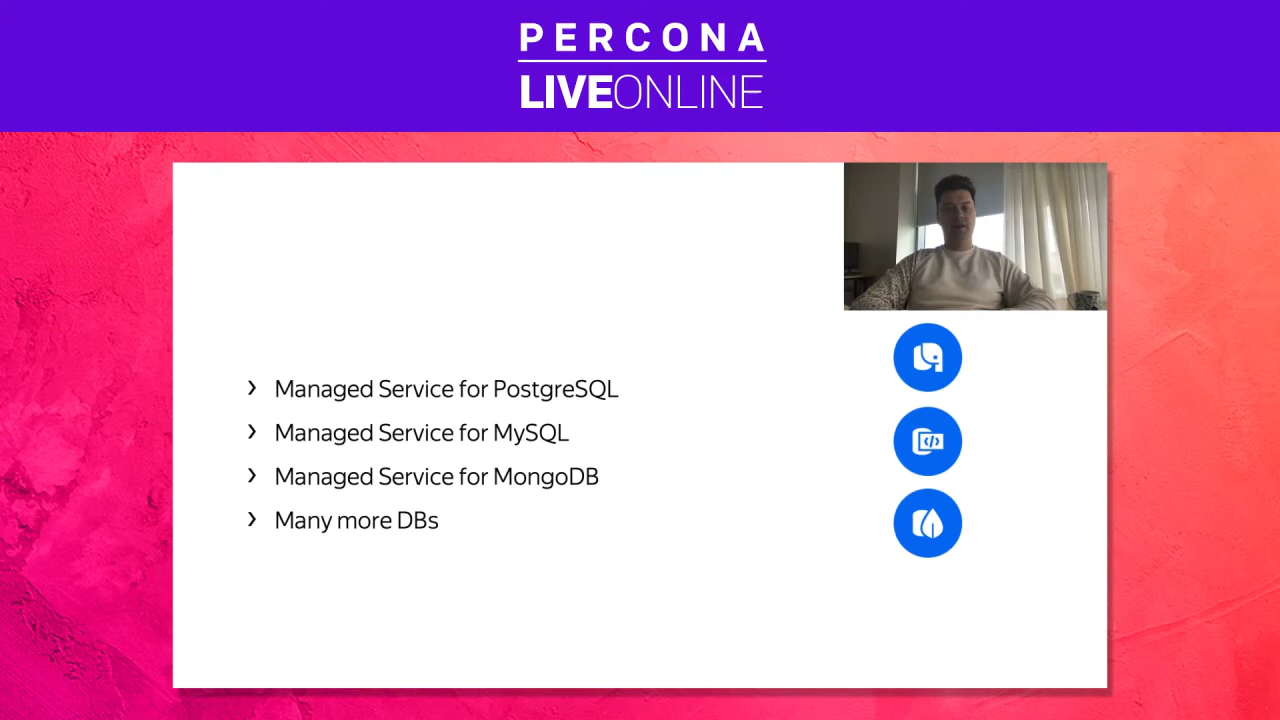 PERCONA
LIVEONLINE
Managed Service for PostgreSQL
Managed Service for MySQL
Managed Service for MongoDB
Many more DBs